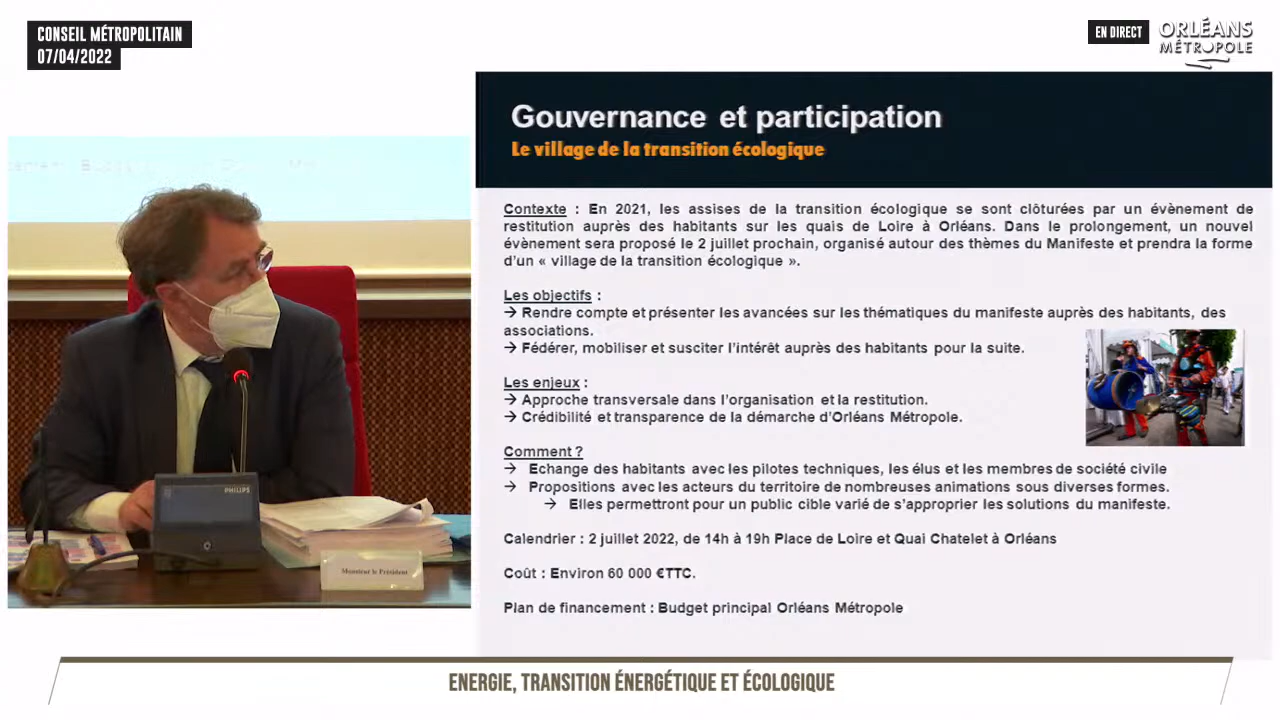 CONSEIL MÉTROPOLITAIN
07/04/2022
EN DIRECT
ORLÉANS
MÉTROPOLE
Gouvernance et participation
Le village de la transition écologique
Contexte : En 2021, les assises de la transition écologique se sont clôturées par un évènement de
restitution auprès des habitants sur les quais de Loire à Orléans. Dans le prolongement, un nouvel
évènement sera proposé le 2 juillet prochain, organisé autour des thèmes du Manifeste et prendra la forme
d'un « village de la transition écologique ».
Les objectifs :
→ Rendre compte et présenter les avancées sur les thématiques du manifeste auprès des habitants, des
associations.
→ Fédérer, mobiliser et susciter l'intérêt auprès des habitants pour la suite.
Les enjeux :
→ Approche transversale dans l'organisation et la restitution.
→ Crédibilité et transparence de la démarche d'Orléans Métropole.
Comment ?
→ Echange des habitants avec les pilotes techniques, les élus et les membres de société civile
→ Propositions avec les acteurs du territoire de nombreuses animations sous diverses formes.
→ Elles permettront pour un public cible varié de s'approprier les solutions du manifeste.
Calendrier : 2 juillet 2022, de 14h à 19h Place de Loire et Quai Chatelet à Orléans
Coût : Environ 60 000 €TTC.
Plan de financement : Budget principal Orléans Métropole
PHILIPS
Monsieur le Président
ENERGIE, TRANSITION ÉNERGÉTIQUE ET ÉCOLOGIQUE